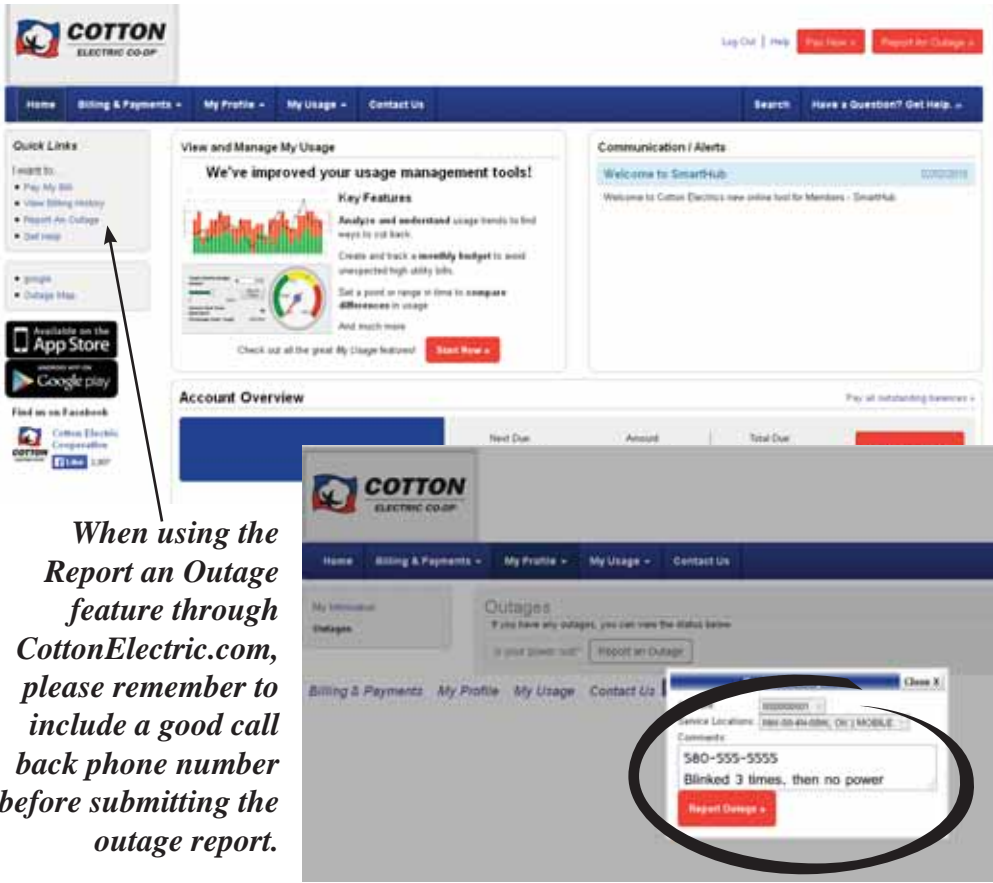 COTTON
ELECTRIC CO-OP
Log Out | Help
Pay Now »
Report An Outage »
Home
Billing & Payments
My Profile
My Usage
Contact Us
Search
Have a Question? Get Help. »
Quick Links
I want to...
Pay My Bill
View Billing History
Report An Outage
Get Help
google
Outage Map
Available on the
App Store
ANDROID APP ON
Google play
Find us on Facebook
Cotton Electric
Cooperative
COTTON
Like
View and Manage My Usage
We've improved your usage management tools!
Key Features
Analyze and understand usage trends to find
ways to cut back.
Create and track a monthly budget to avoid
unexpected high utility bills.
Set a point or range in time to compare
differences in usage
And much more
Check out all the great My Usage features!
Start Now »
Communication / Alerts
Welcome to SmartHub
Welcome to Cotton Electrics new online tool for Members - SmartHub.
Account Overview
Pay all outstanding balances »
Next Due
Amount
Total Due
When using the
Report an Outage
feature through
CottonElectric.com,
please remember to
include a good call
back phone number
before submitting the
outage report.
COTTON
ELECTRIC CO-OP
Home
Billing & Payments
My Profile
My Usage
Contact Us
My Information
Outages
Outages
If you have any outages, you can view the status below
Is your power out?
Report an Outage
Billing & Payments My Profile My Usage Contact Us
Close X
Service Locations:
Comments:
580-555-5555
Blinked 3 times, then no power
Report Outage »